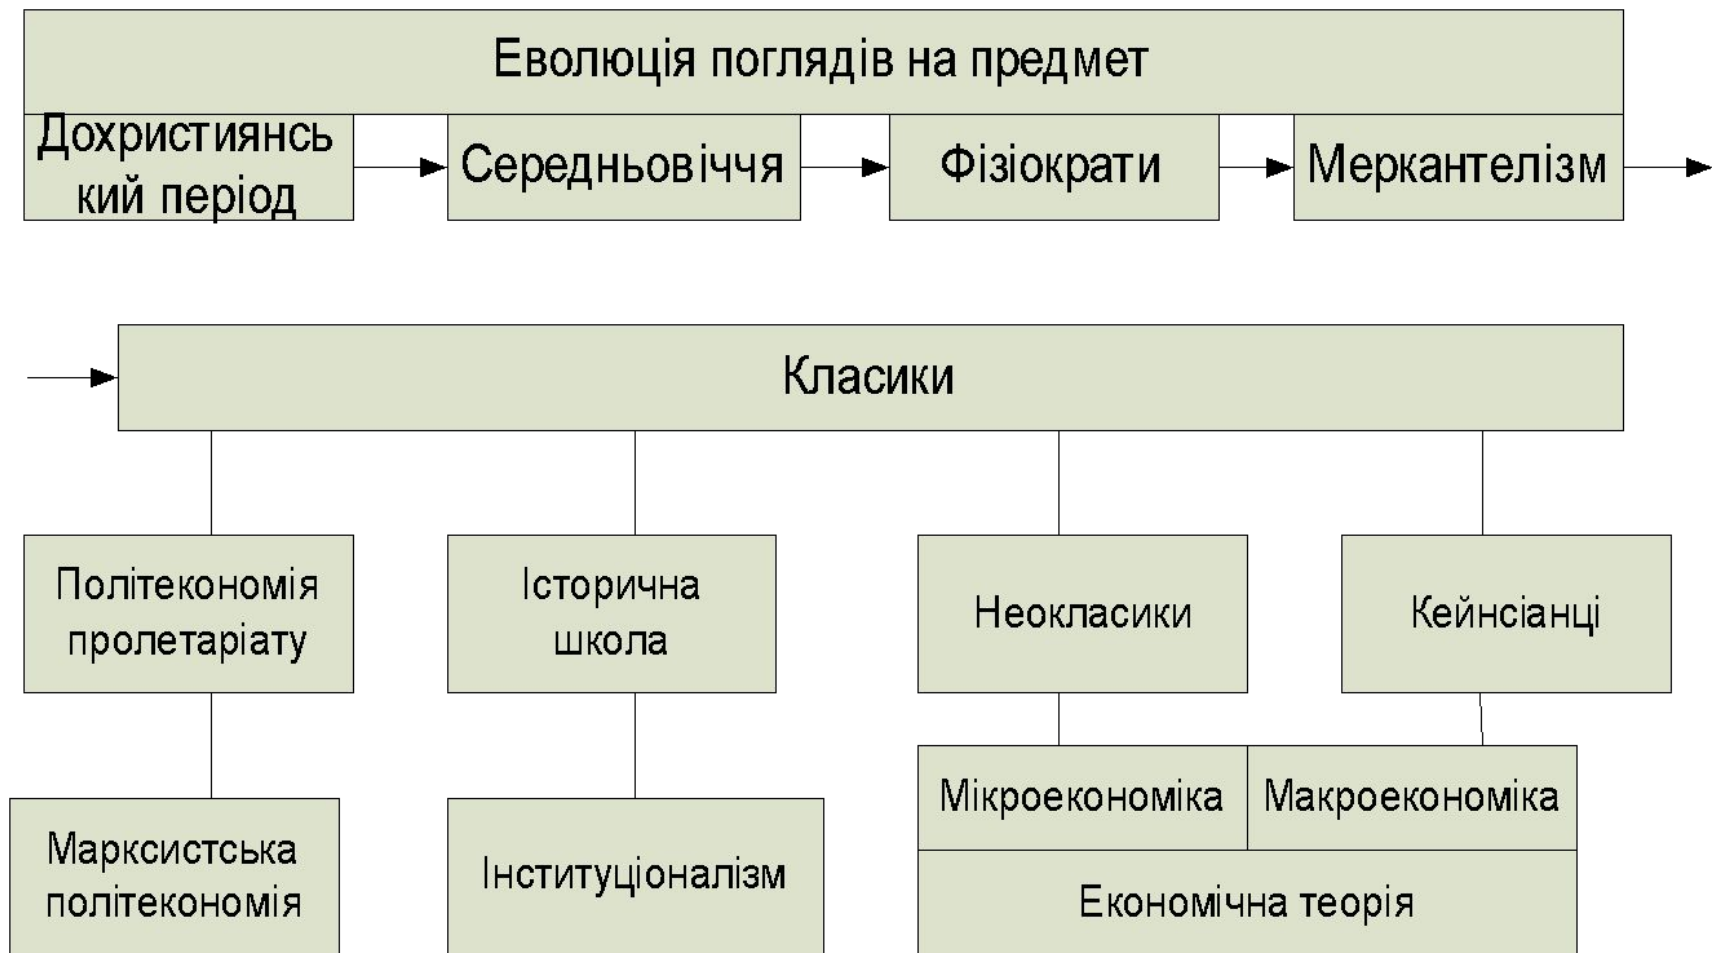 Еволюція поглядів на предмет
Дохристиянсь
кий період
Середньовіччя
Фізіократи
Меркантелізм
Класики
Політекономія
пролетаріату
Історична
школа
Неокласики
Кейнсіанці
Мікроекономіка
Макроекономіка
Марксистська
політекономія
Інституціоналізм
Економічна теорія